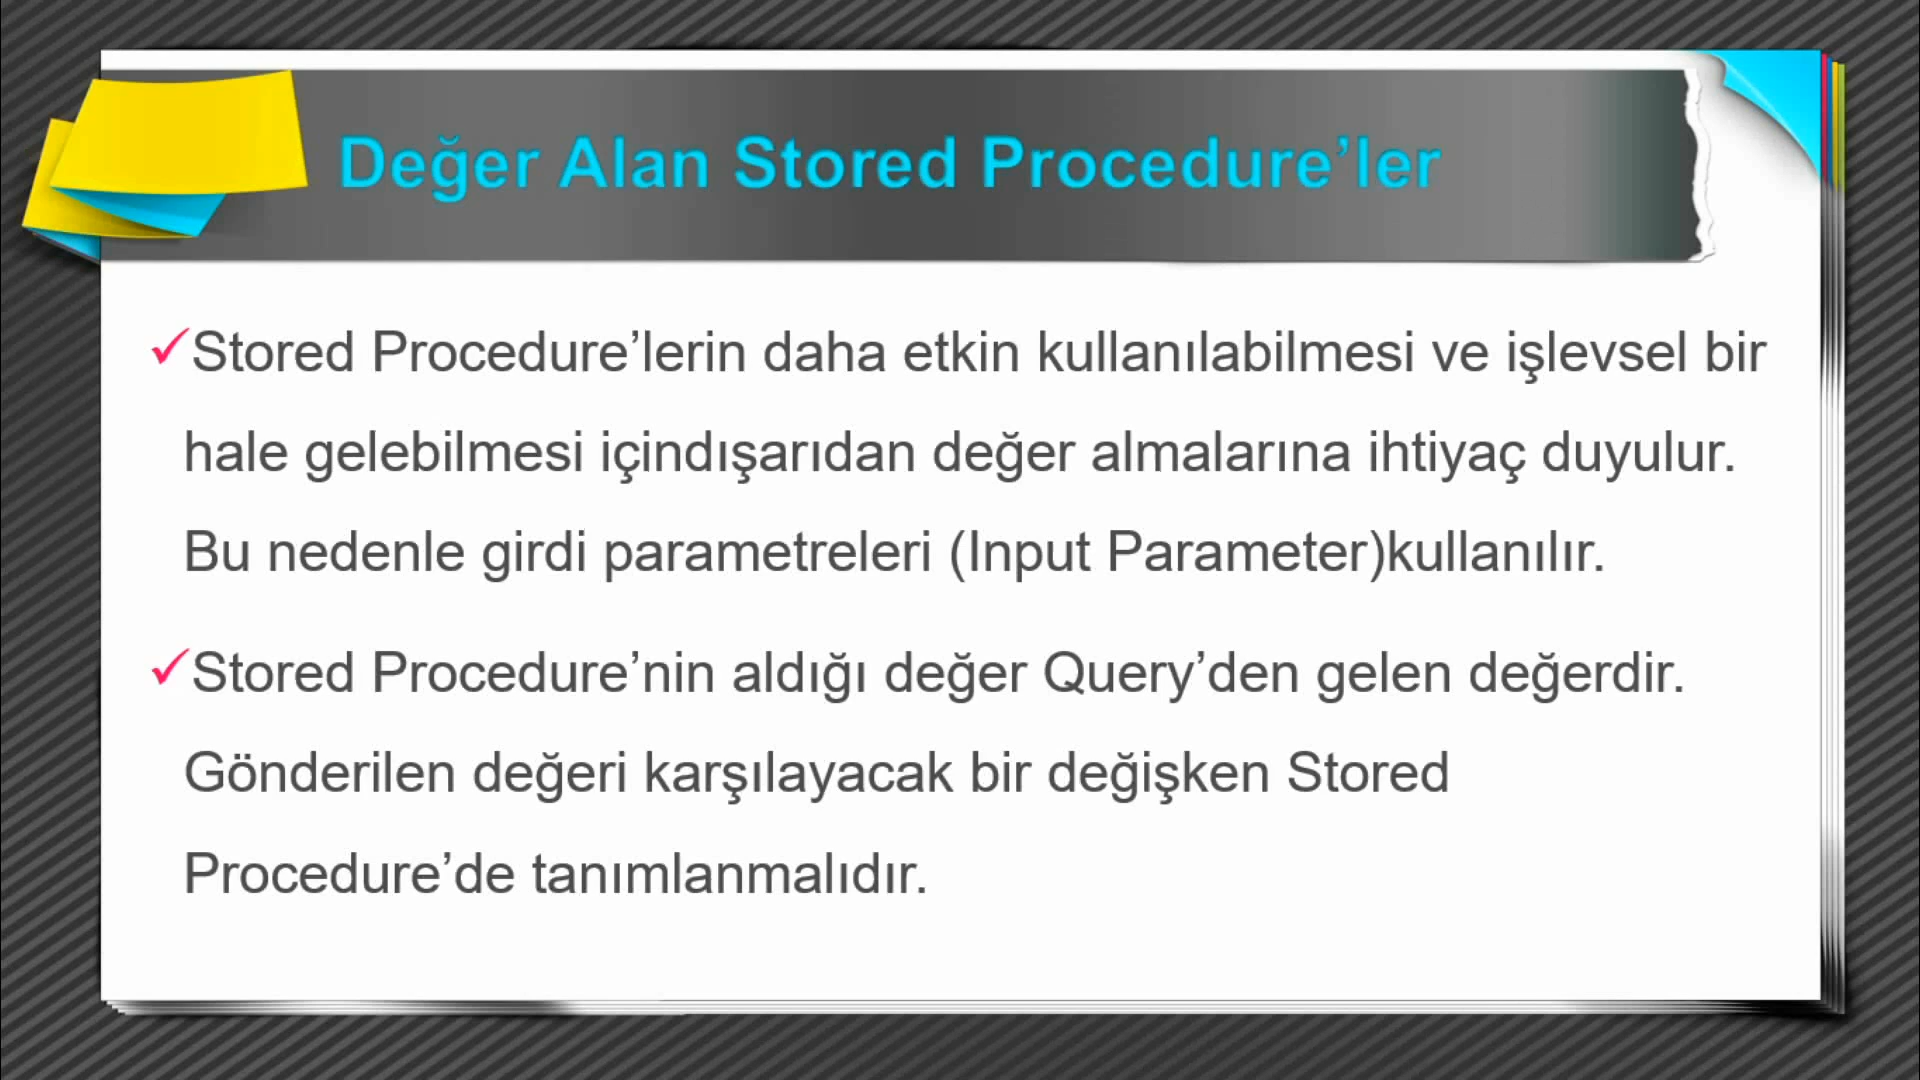 Değer Alan Stored Procedure’ler
✓Stored Procedure’lerin daha etkin kullanılabilmesi ve işlevsel bir
hale gelebilmesi içindışarıdan değer almalarına ihtiyaç duyulur.
Bu nedenle girdi parametreleri (Input Parameter)kullanılır.
✓Stored Procedure’nin aldığı değer Query’den gelen değerdir.
Gönderilen değeri karşılayacak bir değişken Stored
Procedure’de tanımlanmalıdır.